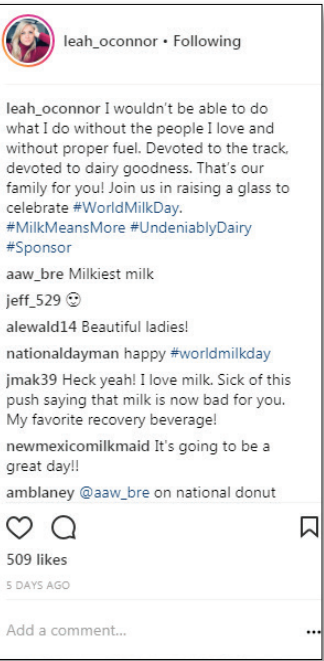 leah_oconnor • Following
leah_oconnor I wouldn't be able to do
what I do without the people I love and
without proper fuel. Devoted to the track,
devoted to dairy goodness. That's our
family for you! Join us in raising a glass to
celebrate #WorldMilkDay.
#MilkMeansMore #UndeniablyDairy
#Sponsor
aaw_bre Milkiest milk
jeff_529 😊
alewald14 Beautiful ladies!
nationaldayman happy #worldmilkday
jmak39 Heck yeah! I love milk. Sick of this
push saying that milk is now bad for you.
My favorite recovery beverage!
newmexicomilkmaid It's going to be a
great day!!
amblaney @aaw_bre on national donut
509 likes
5 DAYS AGO
Add a comment...